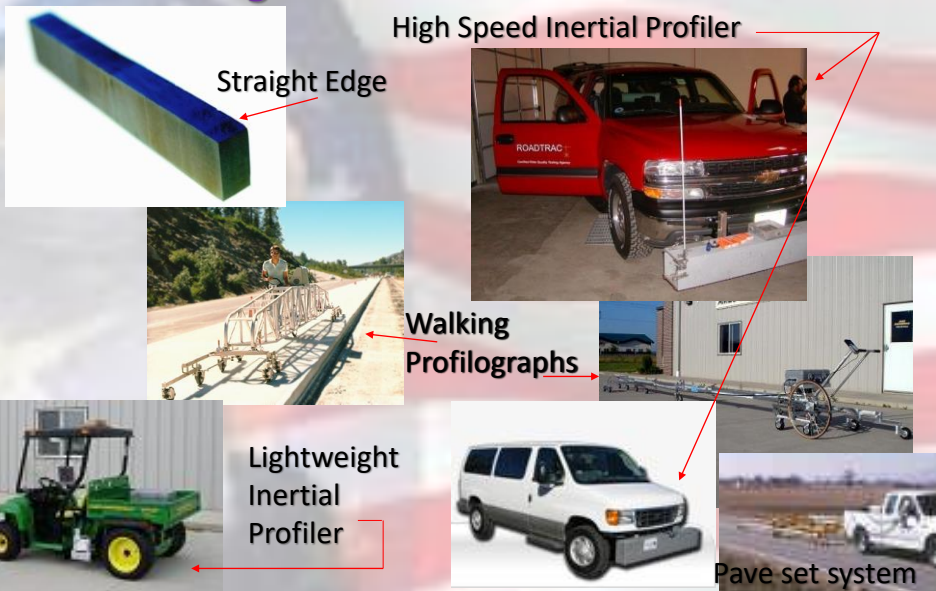 High Speed Inertial Profiler
Straight Edge
ROADTRAC
Walking
Profilographs
Lightweight
Inertial
Profiler
Pave set system